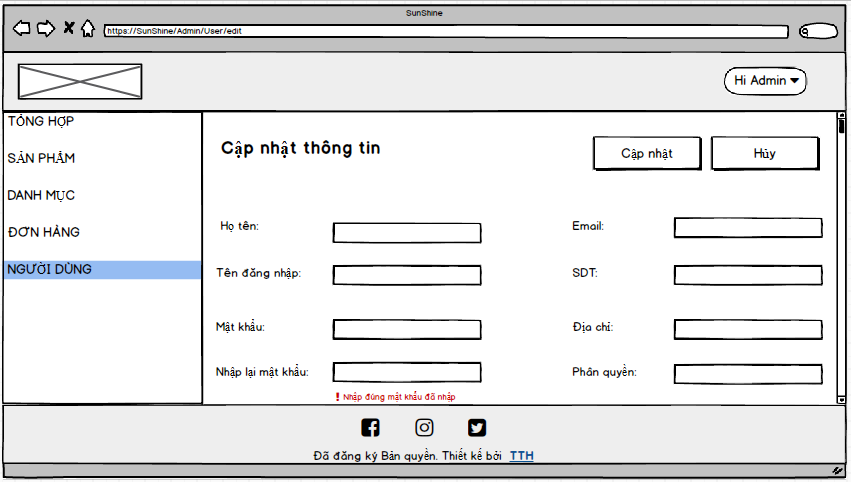 SunShine
https://SunShine/Admin/User/edit
Hi Admin
TỔNG HỢP
SẢN PHẨM
DANH MỤC
ĐƠN HÀNG
NGƯỜI DÙNG
Cập nhật thông tin
Cập nhật
Hủy
Họ tên:
Email:
Tên đăng nhập:
SDT:
Mật khẩu:
Địa chỉ:
Nhập lại mật khẩu:
Phân quyền:
! Nhập đúng mật khẩu đã nhập
Đã đăng ký Bản quyền. Thiết kế bởi TTH